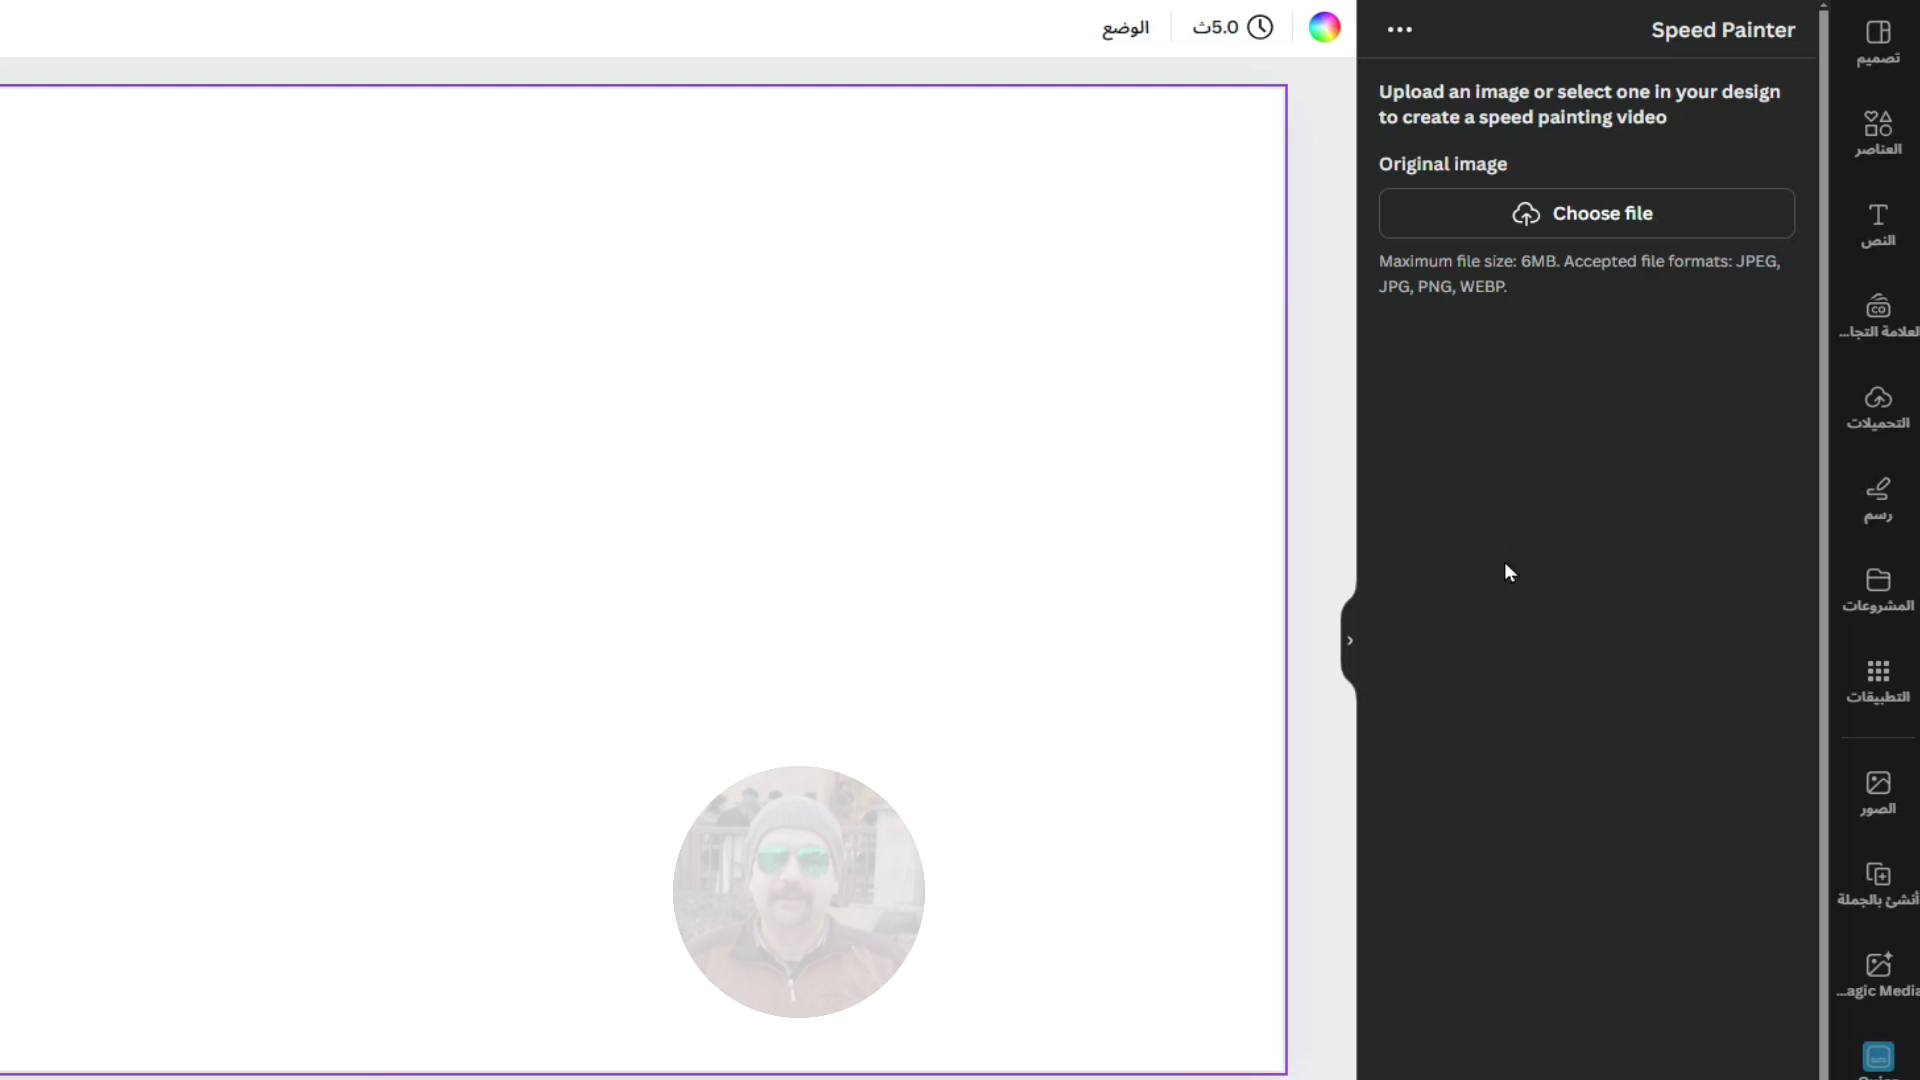 الوضع
5.0ث
Speed Painter
Upload an image or select one in your design
to create a speed painting video
Original image
Choose file
Maximum file size: 6MB. Accepted file formats: JPEG,
JPG, PNG, WEBP.
تصميم
العناصر
النص
العلامة التجا...
التحميلات
رسم
المشروعات
التطبيقات
الصور
أنشئ بالجملة
...agic Media